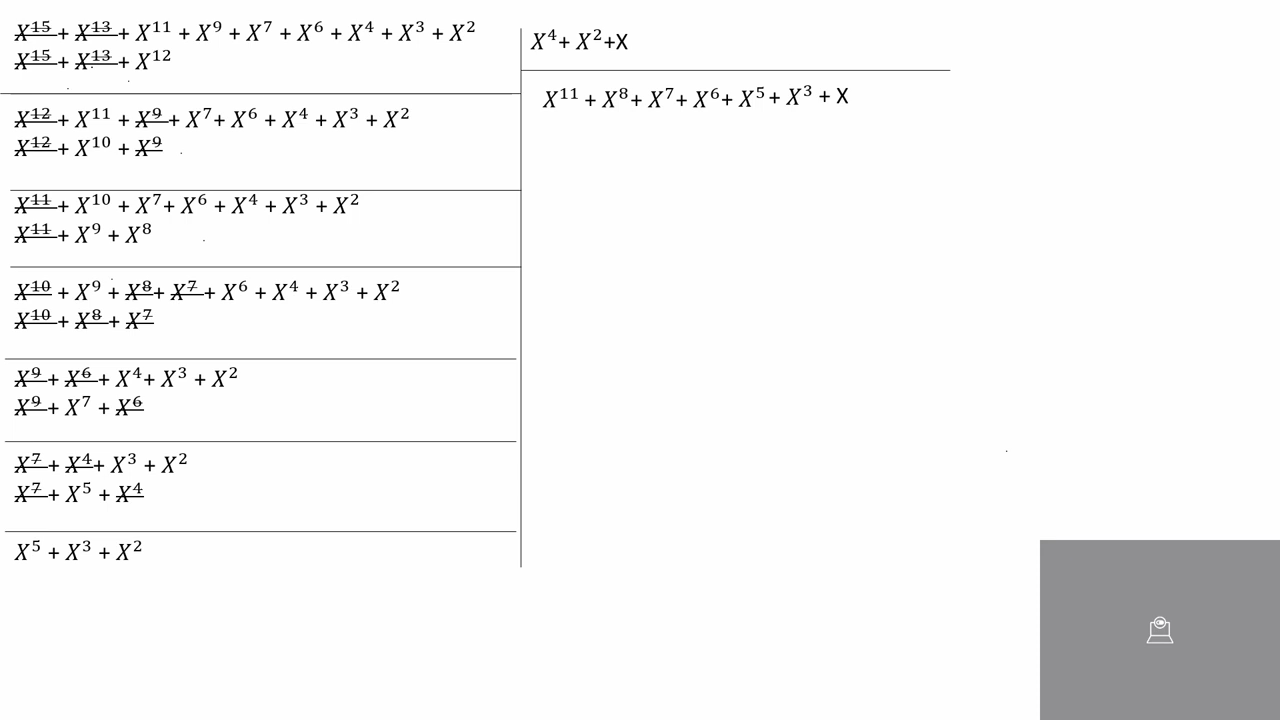 X¹⁵ + X¹³ + X¹¹ + X⁹ + X⁷ + X⁶ + X⁴ + X³ + X²
X¹⁵ + X¹³ + X¹²
X¹² + X¹¹ + X⁹ + X⁷ + X⁶ + X⁴ + X³ + X²
X¹² + X¹⁰ + X⁹
X¹¹ + X¹⁰ + X⁷ + X⁶ + X⁴ + X³ + X²
X¹¹ + X⁹ + X⁸
X¹⁰ + X⁹ + X⁸ + X⁷ + X⁶ + X⁴ + X³ + X²
X¹⁰ + X⁸ + X⁷
X⁹ + X⁶ + X⁴ + X³ + X²
X⁹ + X⁷ + X⁶
X⁷ + X⁴ + X³ + X²
X⁷ + X⁵ + X⁴
X⁵ + X³ + X²
X⁴ + X² + X
X¹¹ + X⁸ + X⁷ + X⁶ + X⁵ + X³ + X